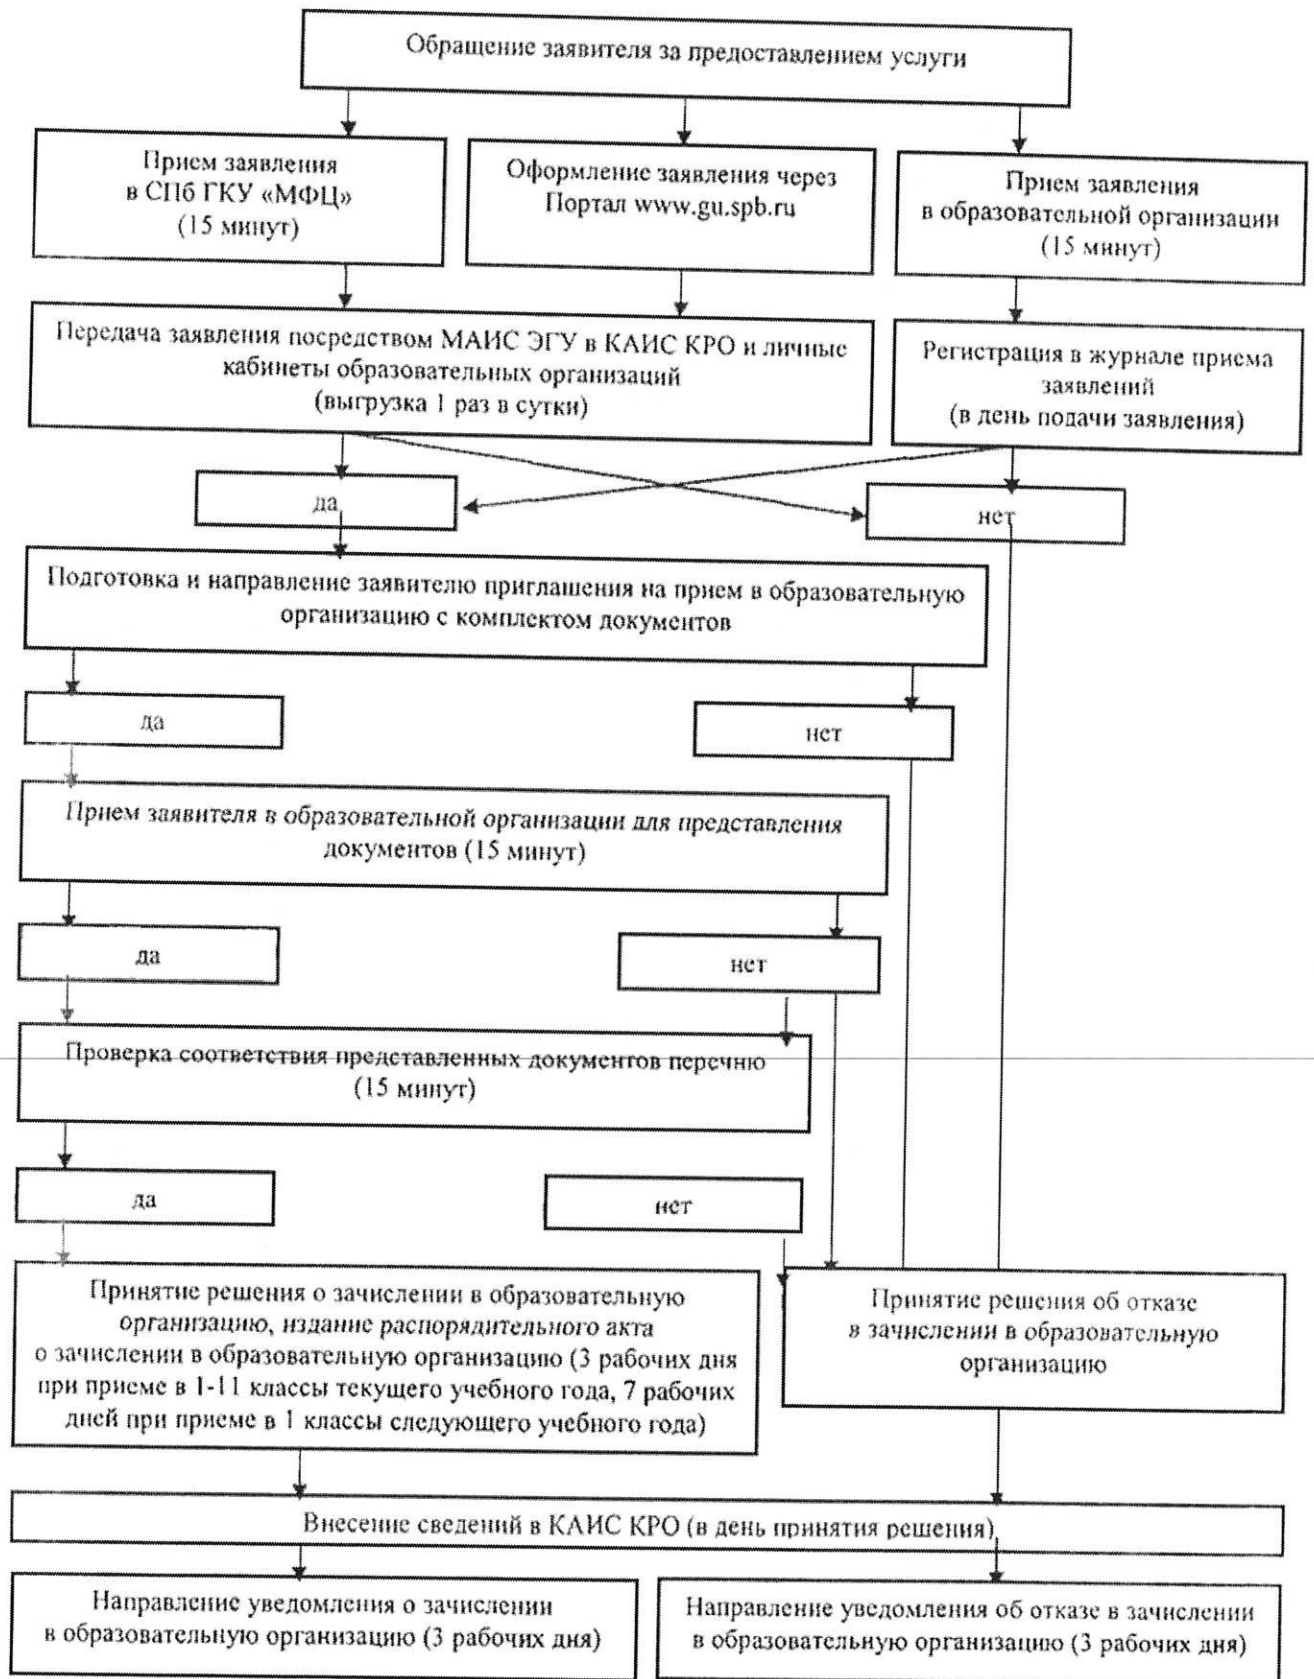 Обращение заявителя за предоставлением услуги
Прием заявления
в СПб ГКУ «МФЦ»
(15 минут)
Оформление заявления через
Портал www.gu.spb.ru
Прием заявления
в образовательной организации
(15 минут)
Передача заявления посредством МАИС ЭГУ в КАИС КРО и личные
кабинеты образовательных организаций
(выгрузка 1 раз в сутки)
Регистрация в журнале приема
заявлений
(в день подачи заявления)
да
нет
Подготовка и направление заявителю приглашения на прием в образовательную
организацию с комплектом документов
да
нет
Прием заявителя в образовательной организации для представления
документов (15 минут)
да
нет
Проверка соответствия представленных документов перечню
(15 минут)
да
нет
Принятие решения о зачислении в образовательную
организацию, издание распорядительного акта
о зачислении в образовательную организацию (3 рабочих дня
при приеме в 1-11 классы текущего учебного года, 7 рабочих
дней при приеме в 1 классы следующего учебного года)
Принятие решения об отказе
в зачислении в образовательную
организацию
Внесение сведений в КАИС КРО (в день принятия решения)
Направление уведомления о зачислении
в образовательную организацию (3 рабочих дня)
Направление уведомления об отказе в зачислении
в образовательную организацию (3 рабочих дня)